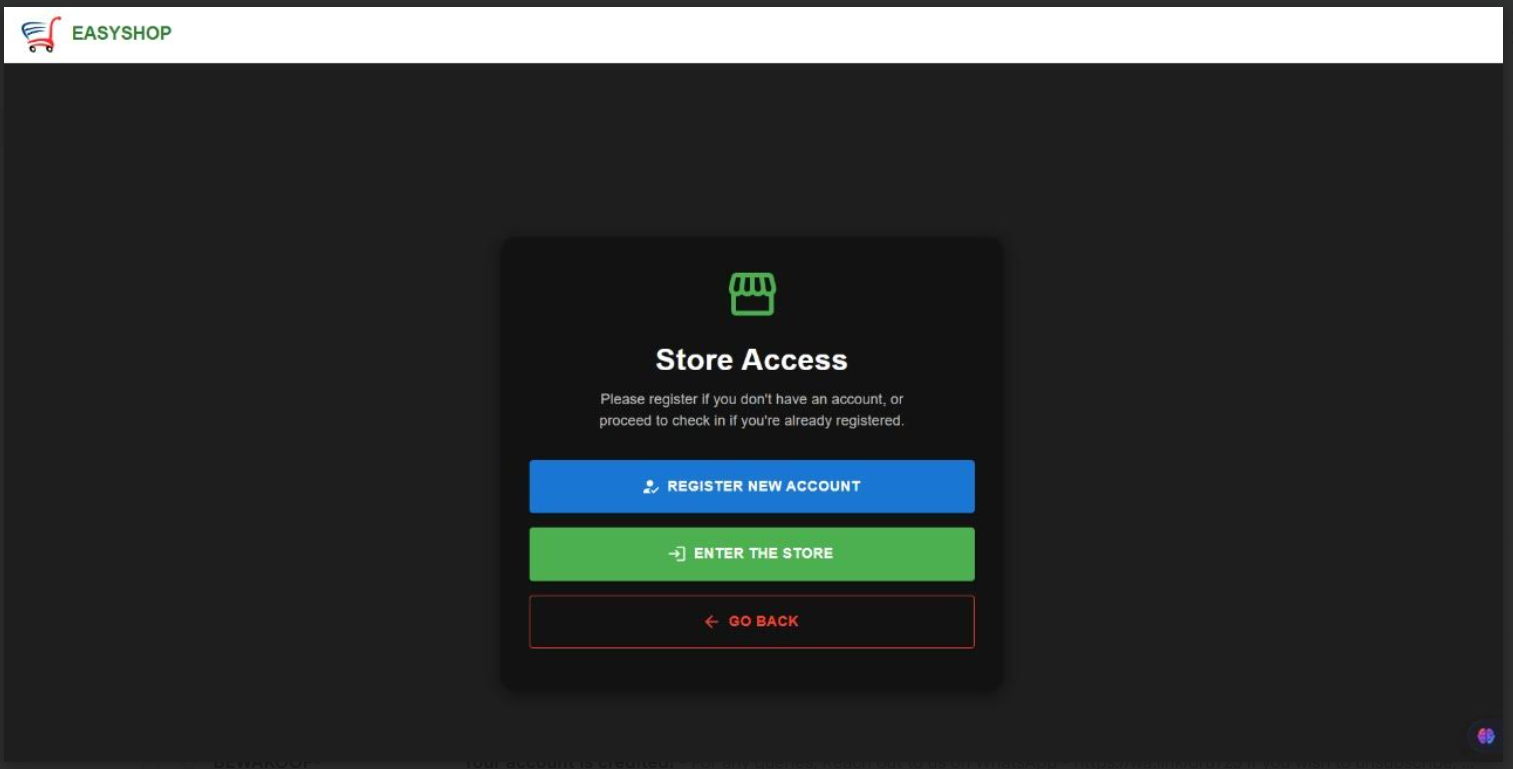 EASYSHOP
Store Access
Please register if you don't have an account, or
proceed to check in if you're already registered.
REGISTER NEW ACCOUNT
ENTER THE STORE
GO BACK